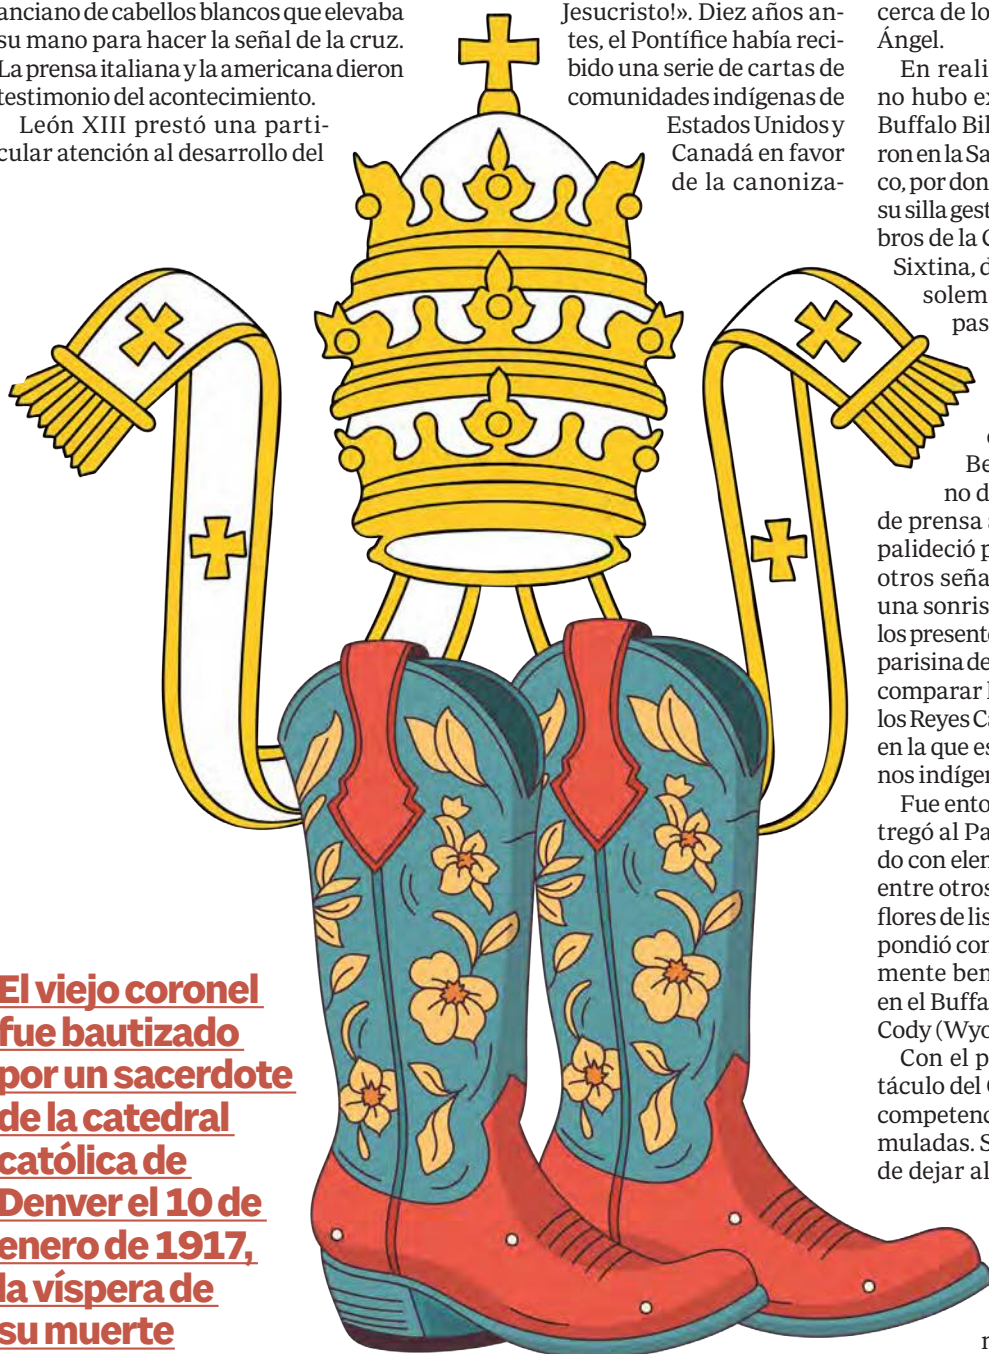 anciano de cabellos blancos que elevaba
su mano para hacer la señal de la cruz.
La prensa italiana y la americana dieron
testimonio del acontecimiento.
León XIII prestó una parti-
cular atención al desarrollo del
El viejo coronel
fue bautizado
por un sacerdote
de la catedral
católica de
Denver el 10 de
enero de 1917,
la víspera de
su muerte
Jesucristo!». Diez años an-
tes, el Pontífice había reci-
bido una serie de cartas de
comunidades indígenas de
Estados Unidos y
Canadá en favor
de la canoniza-
cerca de lo
Ángel.
En reali
no hubo ex
Buffalo Bil
ron en la Sa
co, por don
su silla gest
bros de la C
Sixtina, d
solem
pas
Be
no d
de prensa
palideció p
otros seña
una sonris
los present
parisina de
comparar l
los Reyes Ca
en la que es
nos indíger
Fue ento
tregó al Pa
do con elen
entre otros
flores de lis
pondió con
mente ben
en el Buffa
Cody (Wyo
Con el p
táculo del
competenc
muladas. S
de dejar al